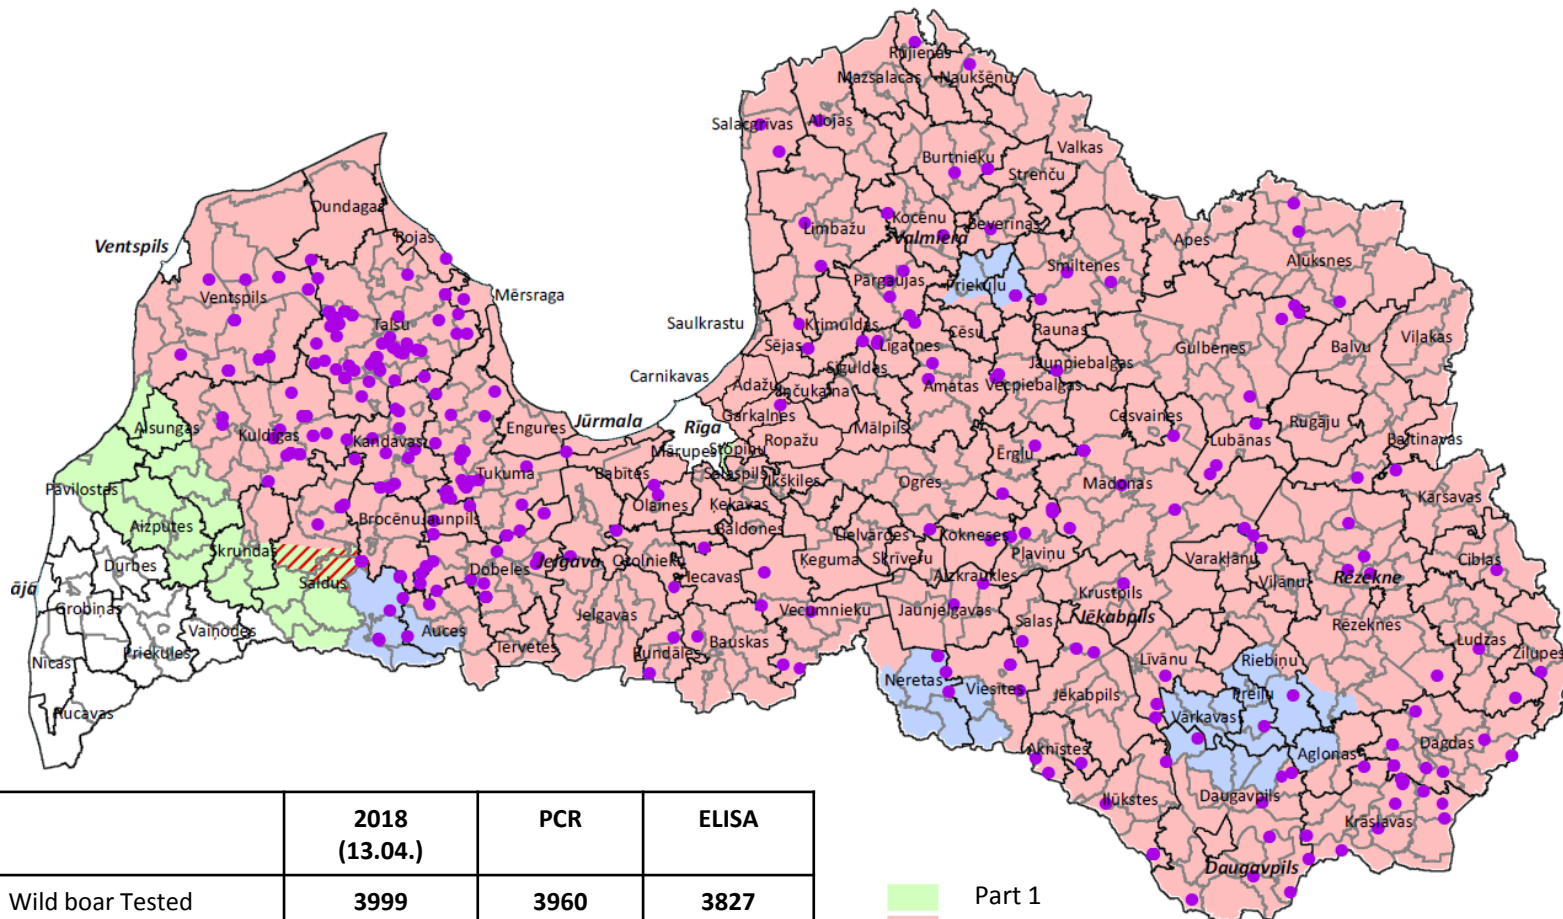 Rūjienas
Mazsalacas
Naukšēnu
Salacgrīvas
Alojas
Burtnieku
Valkas
Strenču
Dundagas
Rojas
Ventspils
Kocēnu
Beverīnas
Limbažu
Valmiera
Apes
Alūksnes
Smiltenes
Pārgaujas
Priekuļu
Ventspils
Mērsraga
Talsu
Saulkrastu
Krimuldas
Cēsu
Raunas
Sējas
Līgatnes
Gulbenes
Balvu
Viļakas
Jaunpiebalgas
Siguldas
Carnikavas
Ādažu
Inčukalna
Amatas
Vecpiebalgas
Garkalnes
Cesvaines
Rugāju
Alsungas
Kuldīgas
Kandavas
Engures
Jūrmala
Rīga
Ropažu
Mālpils
Lubānas
Baltinavas
Mārupes
Stopiņu
Ērgļu
Tukuma
Babītes
Salaspils
Ikšķiles
Ogres
Madonas
Pāvilostas
Olaines
Ķekavas
Kārsavas
Aizputes
Brocēnu
Jaunpils
Baldones
Lielvārdes
Kokneses
Skrundas
Pļaviņu
Varakļānu
Durbes
Saldus
Dobeles
Jelgava
Ozolnieku
Iecavas
Ķeguma
Skrīveru
Aizkraukles
Viļānu
Rēzekne
Ciblas
āja
Grobiņas
Krustpils
Jelgavas
Vecumnieku
Jaunjelgavas
Salas
Jēkabpils
Rēzeknes
Vaiņodes
Auces
Tērvetes
Bauskas
Rundāles
Ludzas
Nīcas
Priekules
Līvānu
Riebiņu
Zilupes
Neretas
Viesītes
Jēkabpils
Preiļu
Rucavas
Vārkavas
Aknīstes
Aglonas
Dagdas
Ilūkstes
Daugavpils
Krāslavas
Daugavpils
2018 PCR ELISA
(13.04.)
Wild boar Tested 3999 3960 3827
Part 1